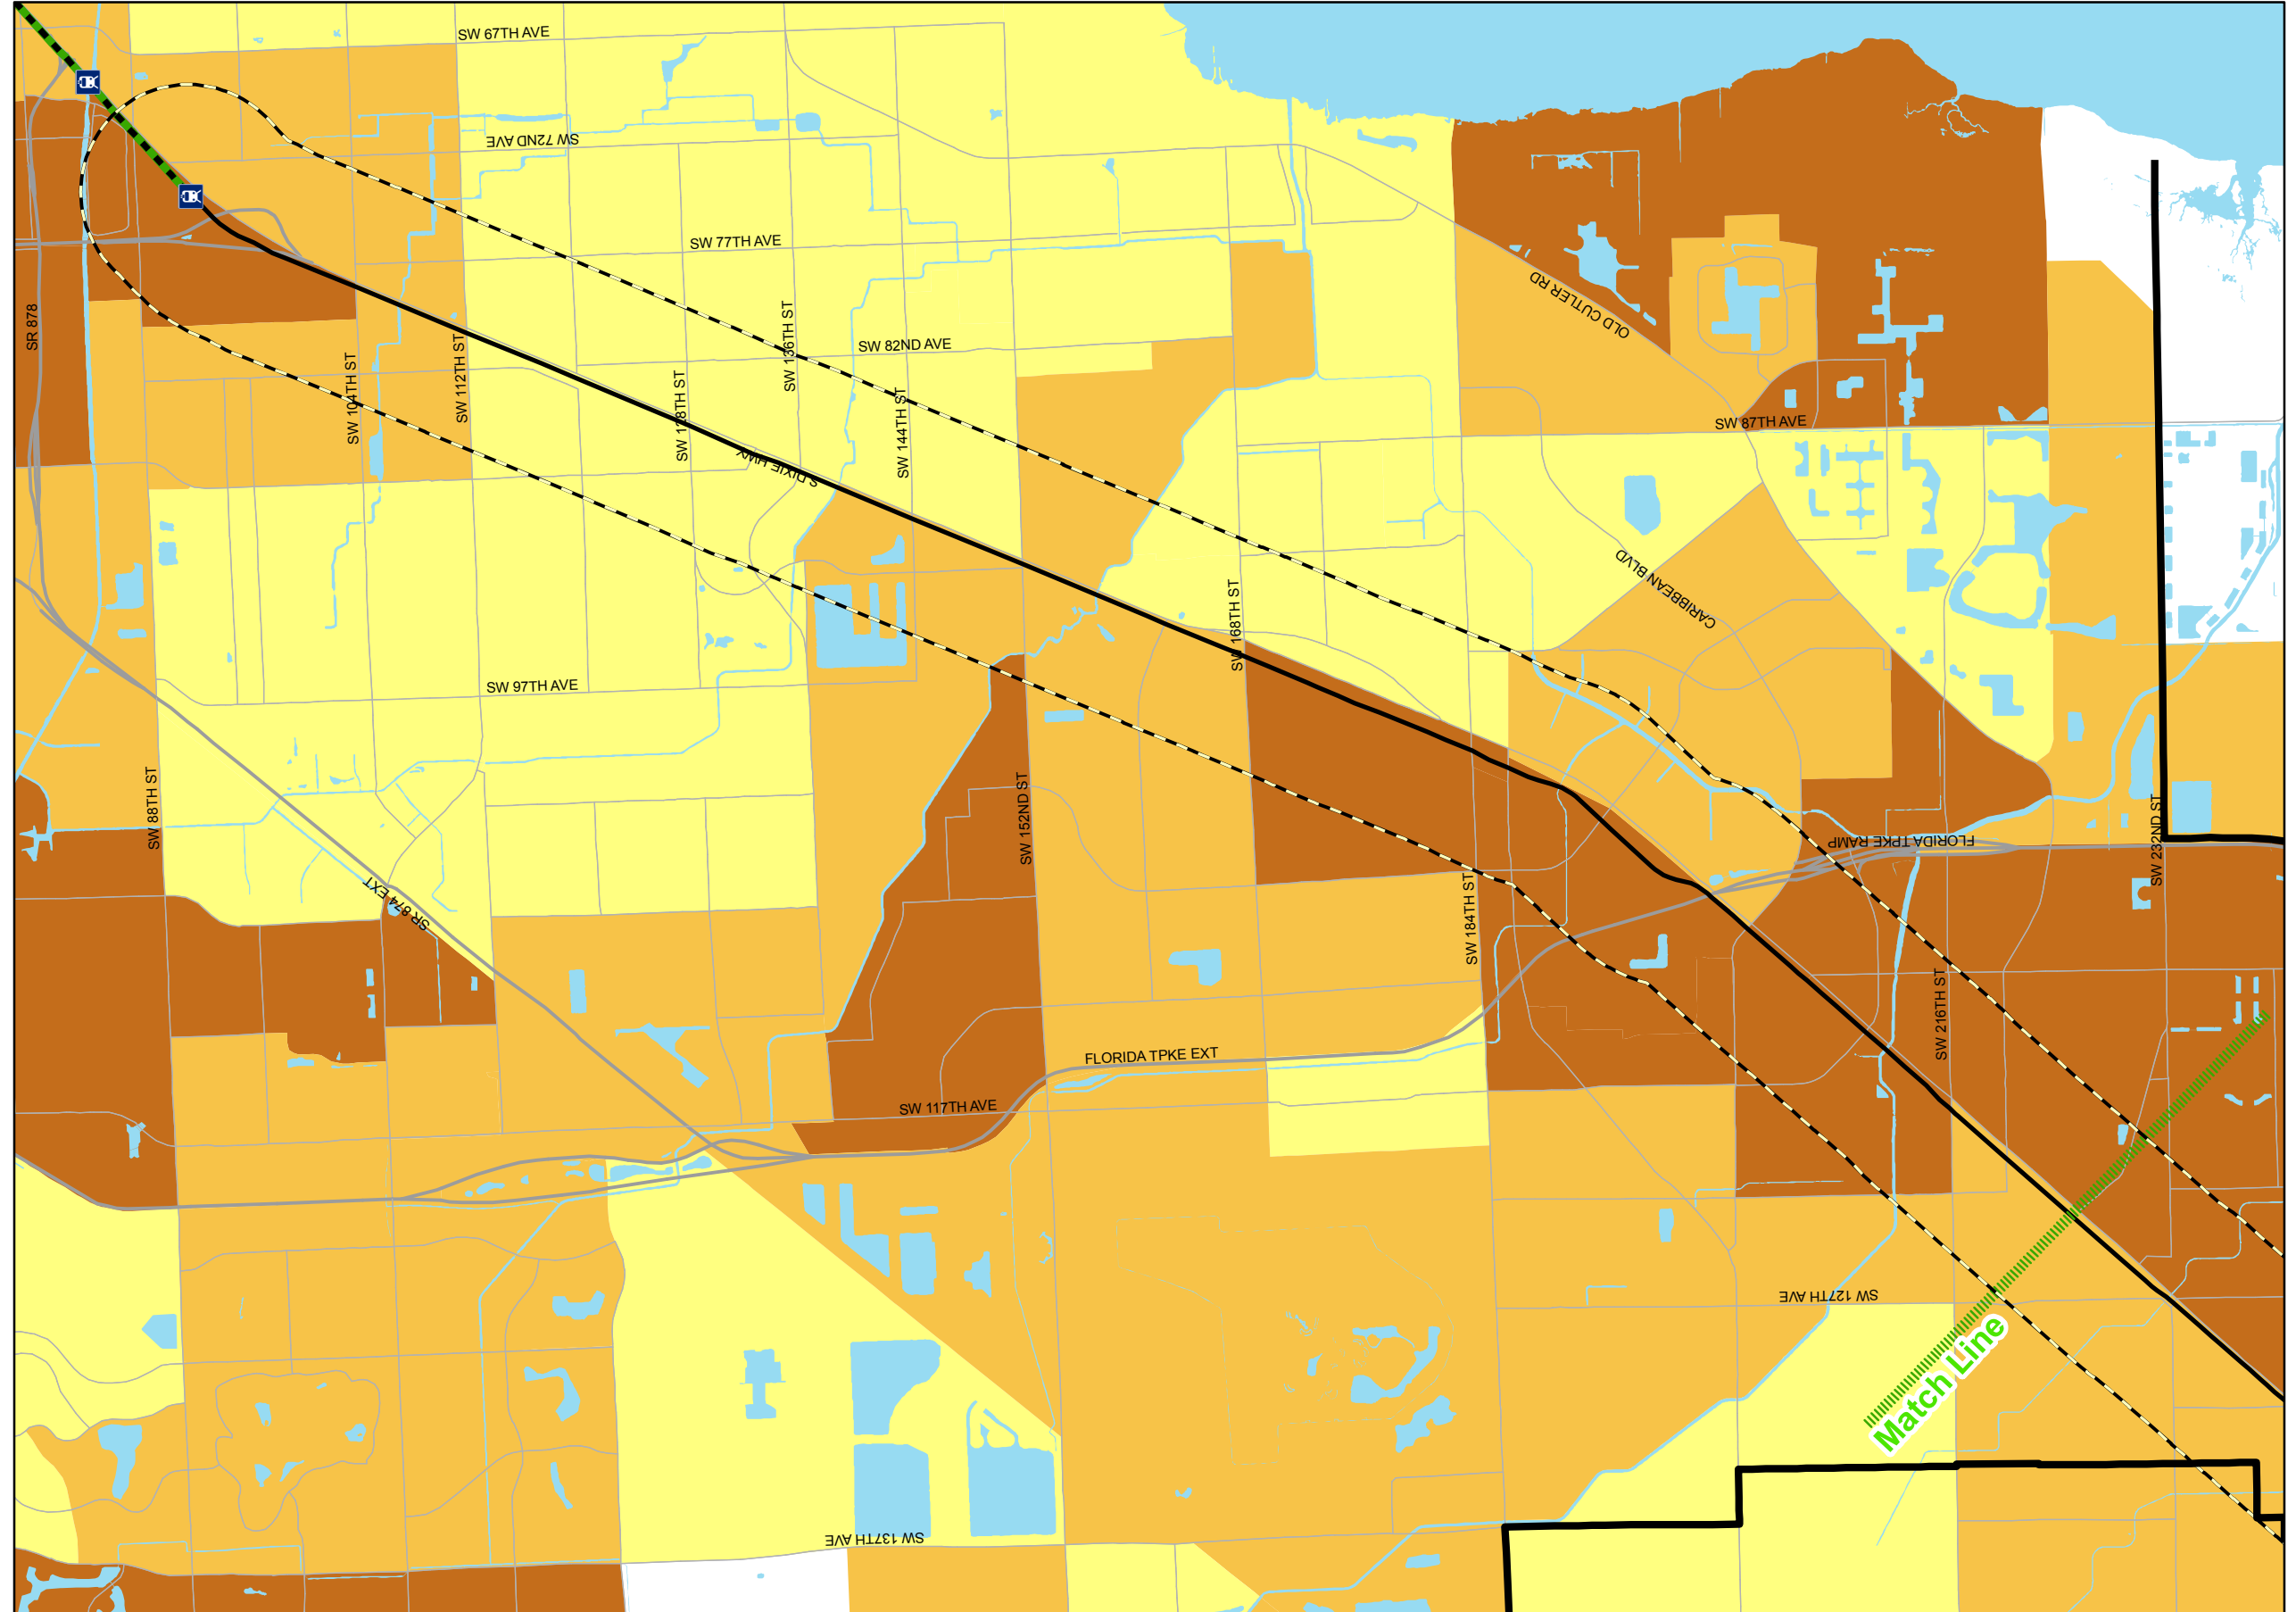 SW 67TH AVE
SW 72ND AVE
SW 77TH AVE
OLD CUTLER RD
SR 878
SW 136TH ST
SW 82ND AVE
SW 104TH ST
SW 112TH ST
SW 128TH ST
SW 144TH ST
SW 87TH AVE
S DIXIE HWY
CARIBBEAN BLVD
SW 168TH ST
SW 97TH AVE
SW 88TH ST
SW 152ND ST
SW 232ND ST
FLORIDA TPKE RAMP
SR 874 EXT
SW 184TH ST
SW 216TH ST
FLORIDA TPKE EXT
SW 117TH AVE
SW 127TH AVE
Match Line
SW 137TH AVE